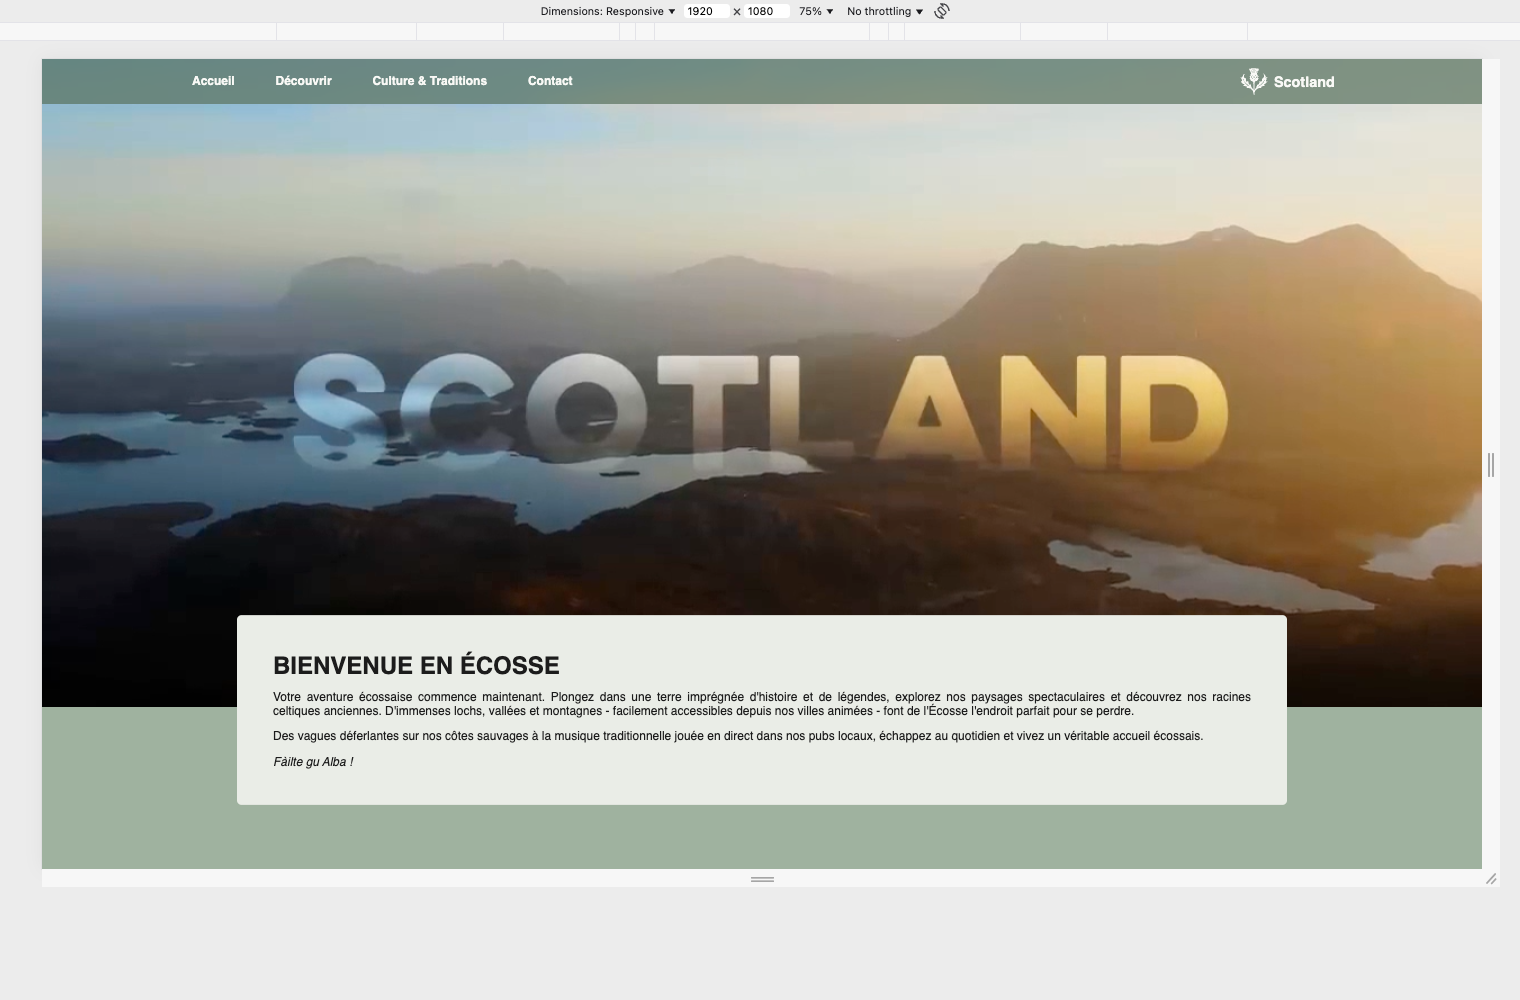 Dimensions: Responsive 1920 × 1080 75% No throttling
Accueil Découvrir Culture & Traditions Contact Scotland
SCOTLAND
BIENVENUE EN ÉCOSSE
Votre aventure écossaise commence maintenant. Plongez dans une terre imprégnée d'histoire et de légendes, explorez nos paysages spectaculaires et découvrez nos racines
celtiques anciennes. D'immenses lochs, vallées et montagnes - facilement accessibles depuis nos villes animées - font de l'Écosse l'endroit parfait pour se perdre.
Des vagues déferlantes sur nos côtes sauvages à la musique traditionnelle jouée en direct dans nos pubs locaux, échappez au quotidien et vivez un véritable accueil écossais.
Fàilte gu Alba !